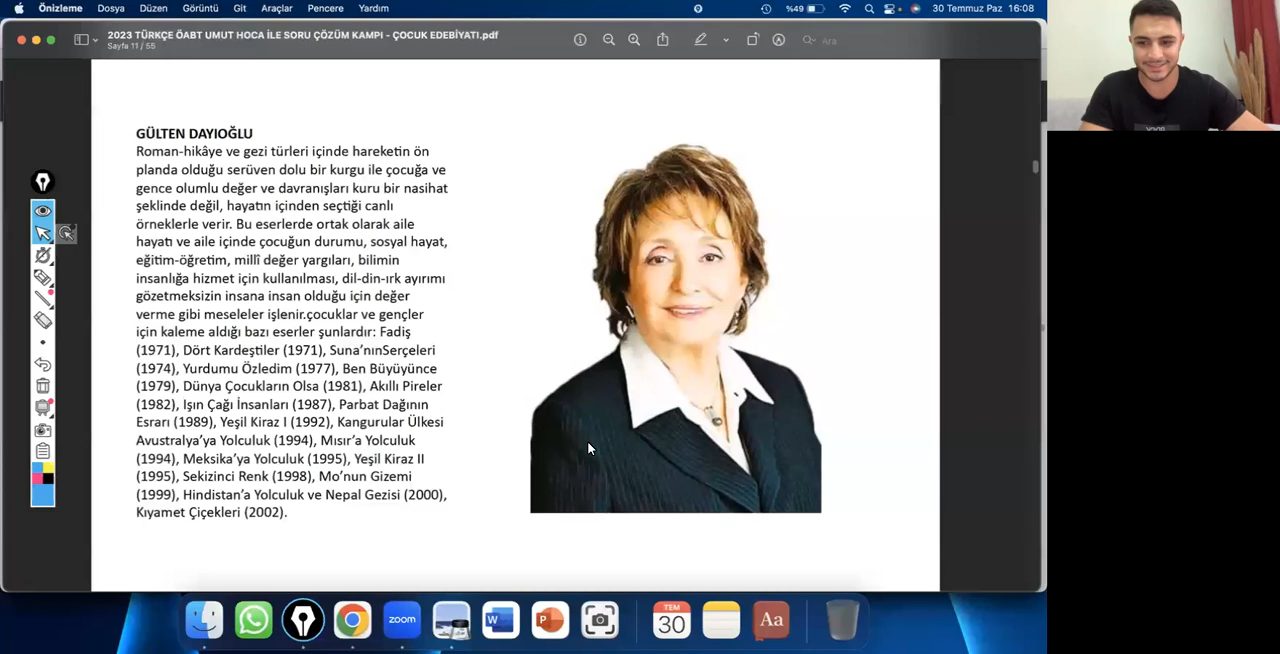 Önizleme Dosya Düzen Görüntü Git Araçlar Pencere Yardım %49 30 Temmuz Paz 16:08
2023 TÜRKÇE ÖABT UMUT HOCA İLE SORU ÇÖZÜM KAMPI - ÇOCUK EDEBİYATI.pdf
Sayfa 11 / 55
Ara
GÜLTEN DAYIOĞLU
Roman-hikâye ve gezi türleri içinde hareketin ön
planda olduğu serüven dolu bir kurgu ile çocuğa ve
gence olumlu değer ve davranışları kuru bir nasihat
şeklinde değil, hayatın içinden seçtiği canlı
örneklerle verir. Bu eserlerde ortak olarak aile
hayatı ve aile içinde çocuğun durumu, sosyal hayat,
eğitim-öğretim, millî değer yargıları, bilimin
insanlığa hizmet için kullanılması, dil-din-ırk ayırımı
gözetmeksizin insana insan olduğu için değer
verme gibi meseleler işlenir.çocuklar ve gençler
için kaleme aldığı bazı eserler şunlardır: Fadiş
(1971), Dört Kardeştiler (1971), Suna’nınSerçeleri
(1974), Yurdumu Özledim (1977), Ben Büyüyünce
(1979), Dünya Çocukların Olsa (1981), Akıllı Pireler
(1982), Işın Çağı İnsanları (1987), Parbat Dağının
Esrarı (1989), Yeşil Kiraz I (1992), Kangurular Ülkesi
Avustralya’ya Yolculuk (1994), Mısır’a Yolculuk
(1994), Meksika’ya Yolculuk (1995), Yeşil Kiraz II
(1995), Sekizinci Renk (1998), Mo’nun Gizemi
(1999), Hindistan’a Yolculuk ve Nepal Gezisi (2000),
Kıyamet Çiçekleri (2002).
zoom W P TEM 30 Aa